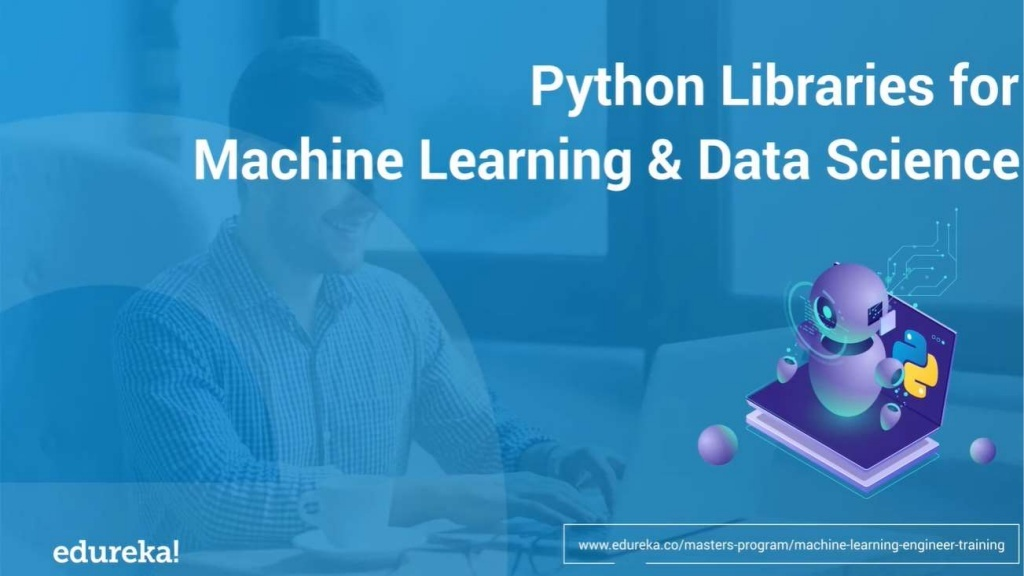 Python Libraries for
Machine Learning & Data Science
edureka!
www.edureka.co/masters-program/machine-learning-engineer-training